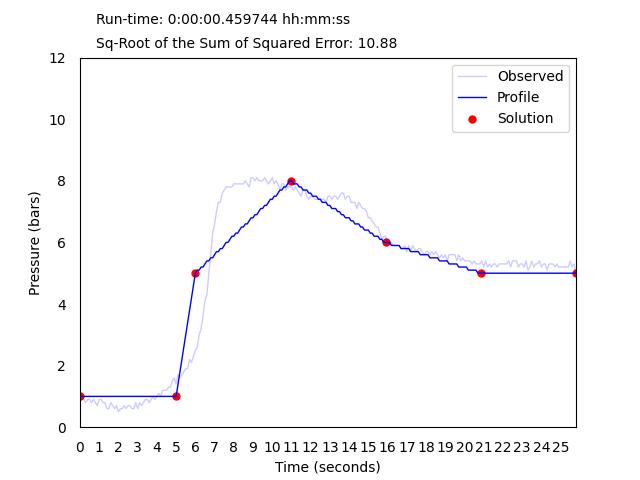 Run-time: 0:00:00.459744 hh:mm:ss
Sq-Root of the Sum of Squared Error: 10.88
12
10
8
6
4
2
0
Pressure (bars)
Observed
Profile
Solution
0 1 2 3 4 5 6 7 8 9 10 11 12 13 14 15 16 17 18 19 20 21 22 23 24 25
Time (seconds)